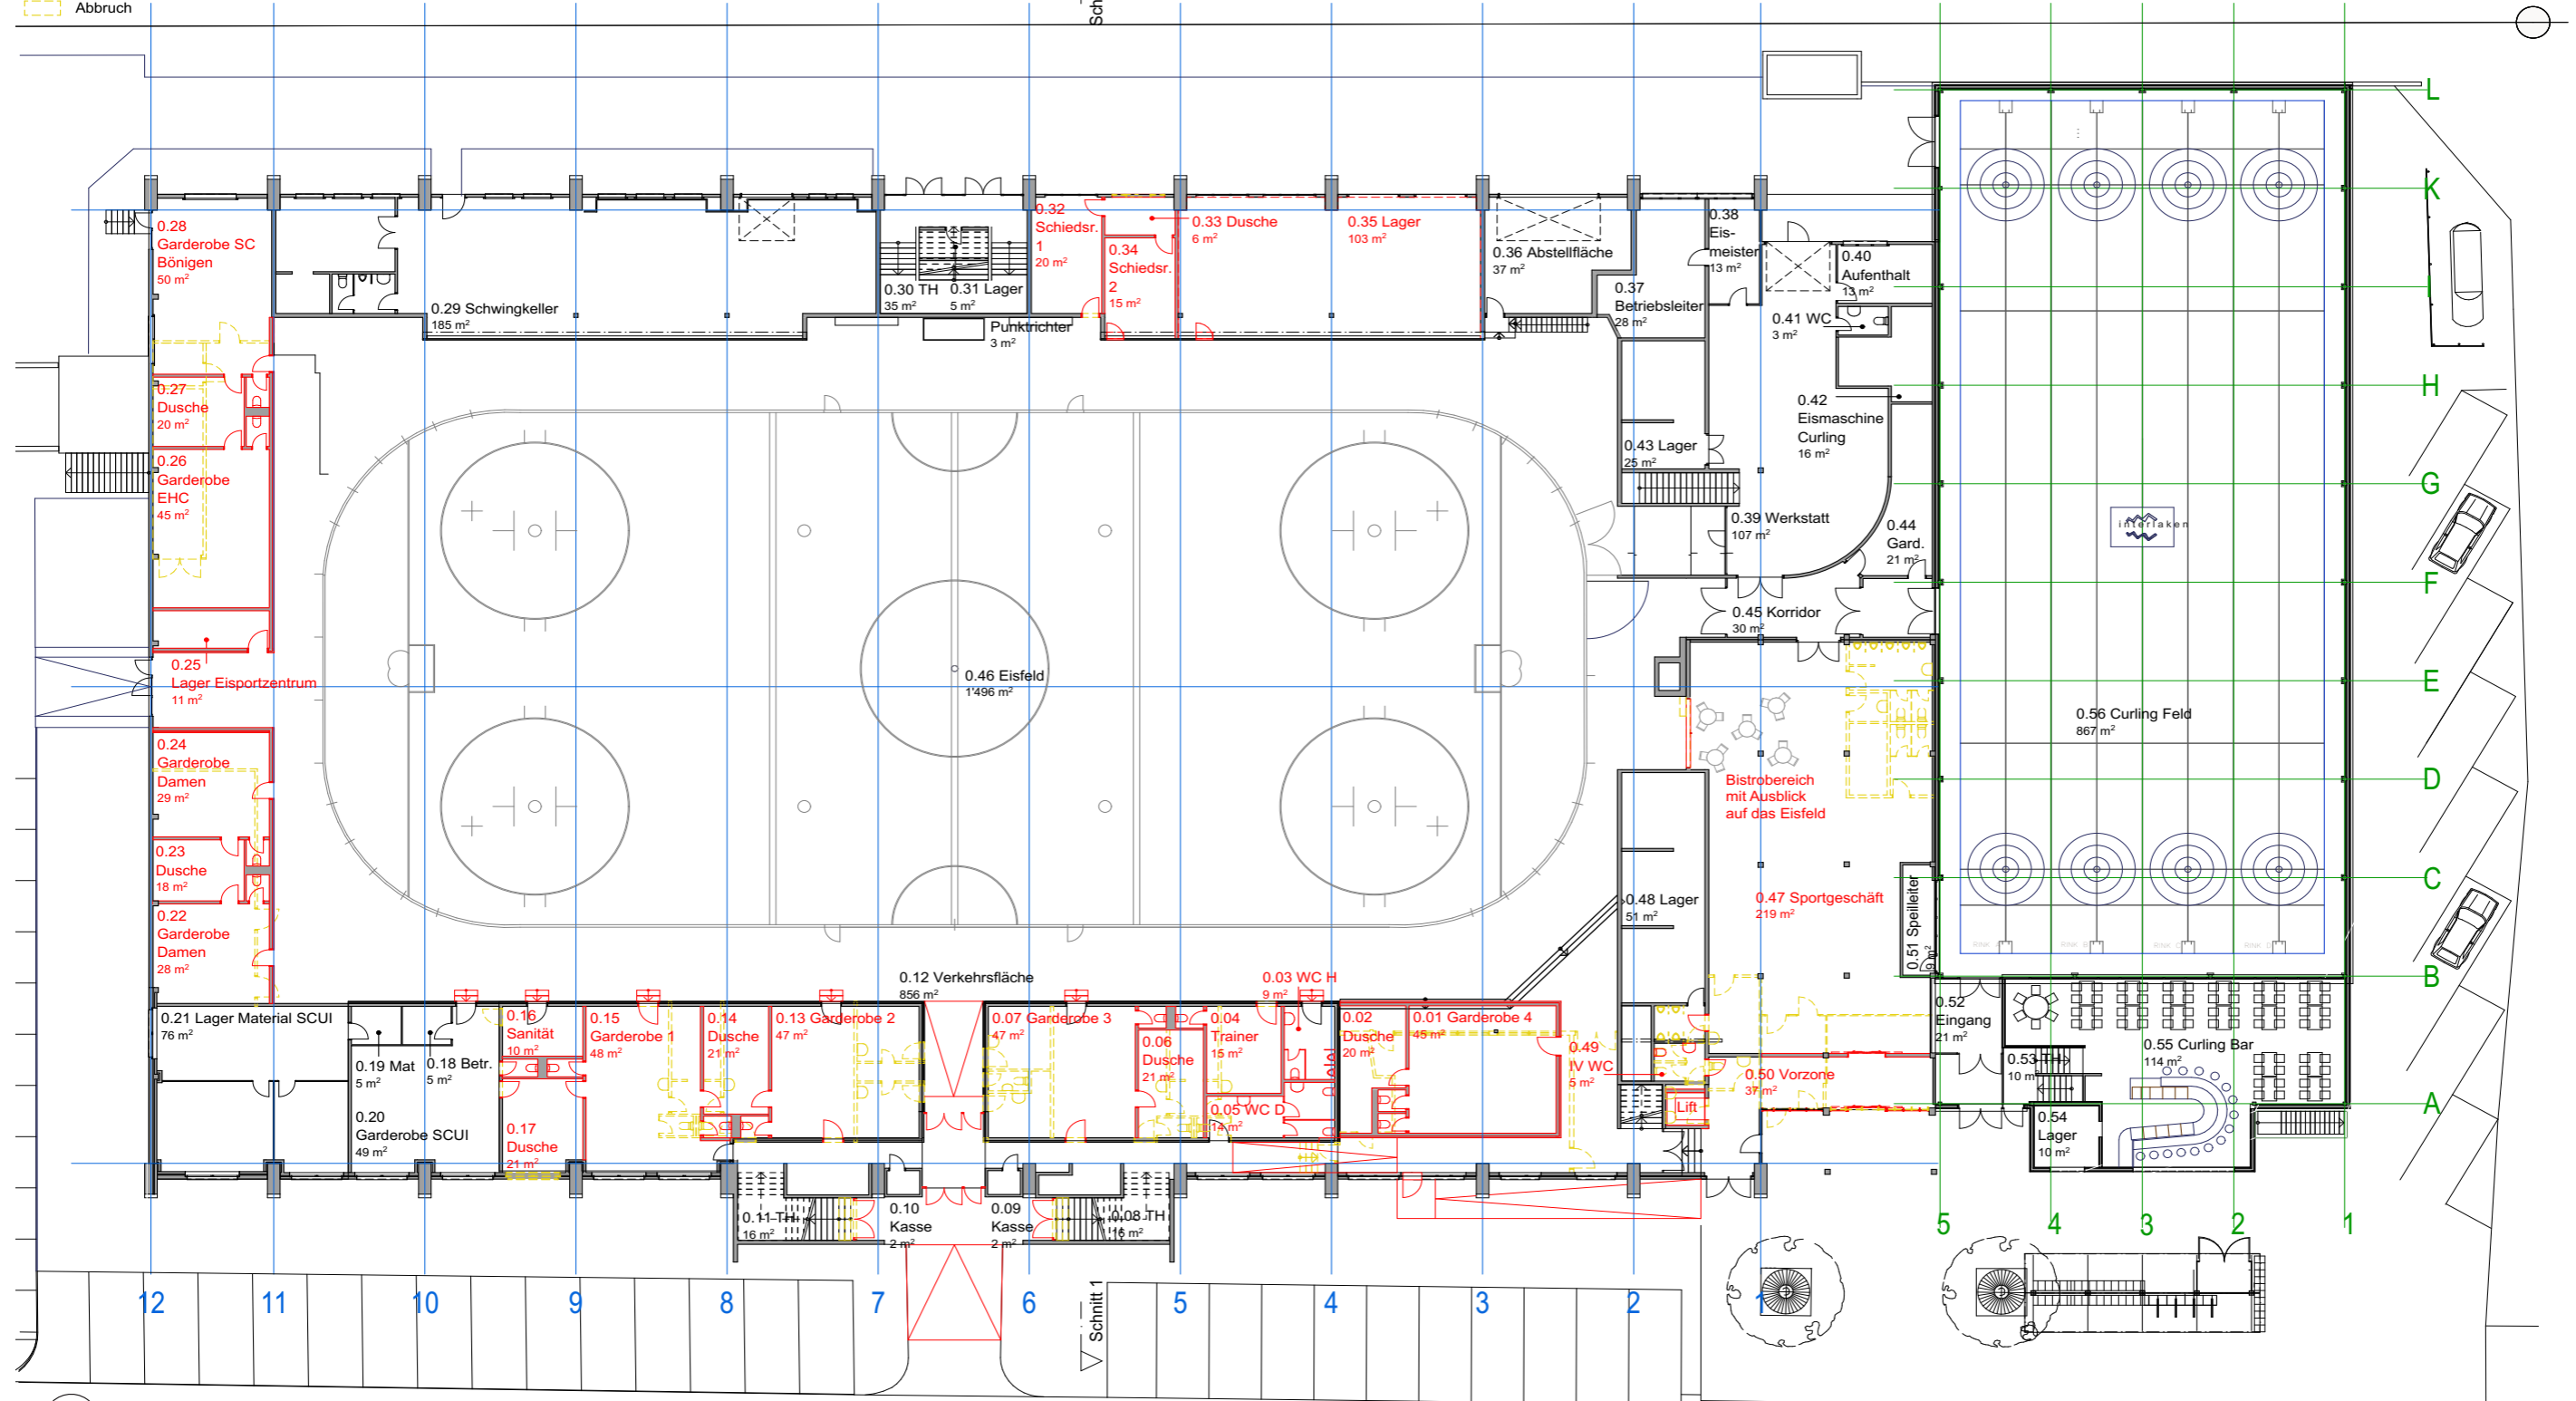 Abbruch
Sch
L
K
I
H
G
F
E
D
C
B
A
0.28
Garderobe SC
Bönigen
50 m²
0.29 Schwingkeller
185 m²
0.30 TH
35 m²
0.31 Lager
5 m²
Punktrichter
3 m²
0.32
Schiedsr.
1
20 m²
0.34
Schiedsr.
2
15 m²
0.33 Dusche
6 m²
0.35 Lager
103 m²
0.36 Abstellfläche
37 m²
0.37
Betriebsleiter
28 m²
0.38
Eis-
meister
13 m²
0.40
Aufenthalt
13 m²
0.41 WC
3 m²
0.42
Eismaschine
Curling
16 m²
0.43 Lager
25 m²
0.39 Werkstatt
107 m²
0.44
Gard.
21 m²
interlaken
0.45 Korridor
30 m²
0.27
Dusche
20 m²
0.26
Garderobe
EHC
45 m²
0.25
Lager Eisportzentrum
11 m²
0.46 Eisfeld
1'496 m²
0.56 Curling Feld
867 m²
0.24
Garderobe
Damen
29 m²
Bistrobereich
mit Ausblick
auf das Eisfeld
0.23
Dusche
18 m²
0.22
Garderobe
Damen
28 m²
0.48 Lager
51 m²
0.47 Sportgeschäft
219 m²
0.51 Speilleiter
9 m²
0.12 Verkehrsfläche
856 m²
0.03 WC H
9 m²
0.21 Lager Material SCUI
76 m²
0.19 Mat
5 m²
0.18 Betr.
5 m²
0.20
Garderobe SCUI
49 m²
0.16
Sanität
10 m²
0.17
Dusche
21 m²
0.15
Garderobe 1
48 m²
0.14
Dusche
21 m²
0.13 Garderobe 2
47 m²
0.07 Garderobe 3
47 m²
0.06
Dusche
21 m²
0.04
Trainer
15 m²
0.05 WC D
14 m²
0.02
Dusche
20 m²
0.01 Garderobe 4
45 m²
0.49
IV WC
5 m²
0.50 Vorzone
37 m²
Lift
0.52
Eingang
21 m²
0.53 TH
10 m²
0.55 Curling Bar
114 m²
0.54
Lager
10 m²
0.11 TH
16 m²
0.10
Kasse
2 m²
0.09
Kasse
2 m²
0.08 TH
16 m²
5
4
3
2
1
12
11
10
9
8
7
6
5
4
3
2
1
Schnitt 1